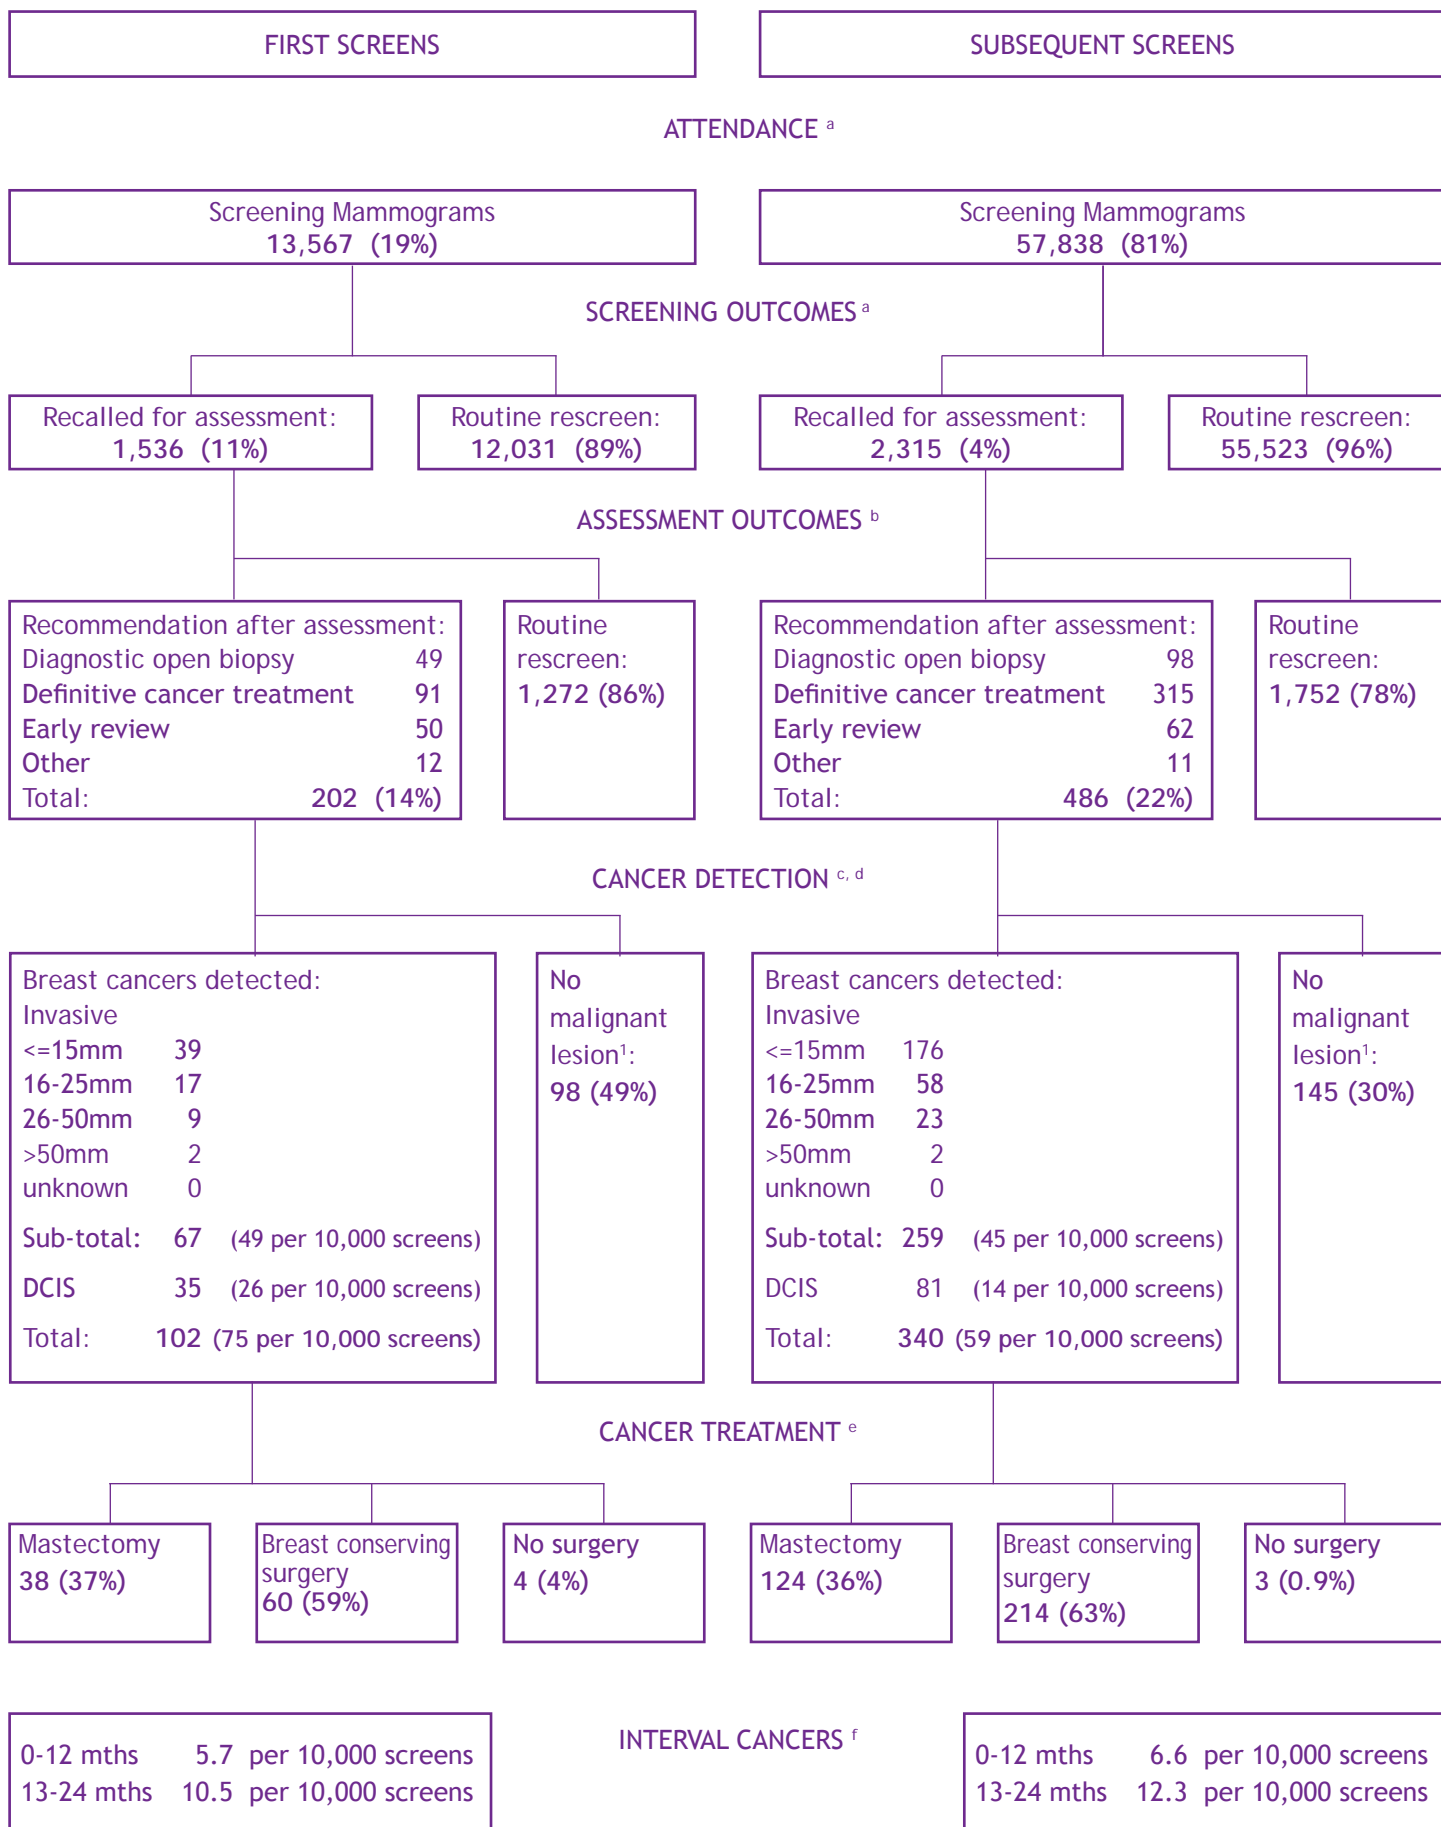 FIRST SCREENS
SUBSEQUENT SCREENS
ATTENDANCE a
Screening Mammograms
13,567 (19%)
Screening Mammograms
57,838 (81%)
SCREENING OUTCOMES a
Recalled for assessment:
1,536 (11%)
Routine rescreen:
12,031 (89%)
Recalled for assessment:
2,315 (4%)
Routine rescreen:
55,523 (96%)
ASSESSMENT OUTCOMES b
Recommendation after assessment:
Diagnostic open biopsy 49
Definitive cancer treatment 91
Early review 50
Other 12
Total: 202 (14%)
Routine
rescreen:
1,272 (86%)
Recommendation after assessment:
Diagnostic open biopsy 98
Definitive cancer treatment 315
Early review 62
Other 11
Total: 486 (22%)
Routine
rescreen:
1,752 (78%)
CANCER DETECTION c, d
Breast cancers detected:
Invasive
<=15mm 39
16-25mm 17
26-50mm 9
>50mm 2
unknown 0
Sub-total: 67 (49 per 10,000 screens)
DCIS 35 (26 per 10,000 screens)
Total: 102 (75 per 10,000 screens)
No
malignant
lesion1:
98 (49%)
Breast cancers detected:
Invasive
<=15mm 176
16-25mm 58
26-50mm 23
>50mm 2
unknown 0
Sub-total: 259 (45 per 10,000 screens)
DCIS 81 (14 per 10,000 screens)
Total: 340 (59 per 10,000 screens)
No
malignant
lesion1:
145 (30%)
CANCER TREATMENT e
Mastectomy
38 (37%)
Breast conserving
surgery
60 (59%)
No surgery
4 (4%)
Mastectomy
124 (36%)
Breast conserving
surgery
214 (63%)
No surgery
3 (0.9%)
INTERVAL CANCERS f
0-12 mths 5.7 per 10,000 screens
13-24 mths 10.5 per 10,000 screens
0-12 mths 6.6 per 10,000 screens
13-24 mths 12.3 per 10,000 screens